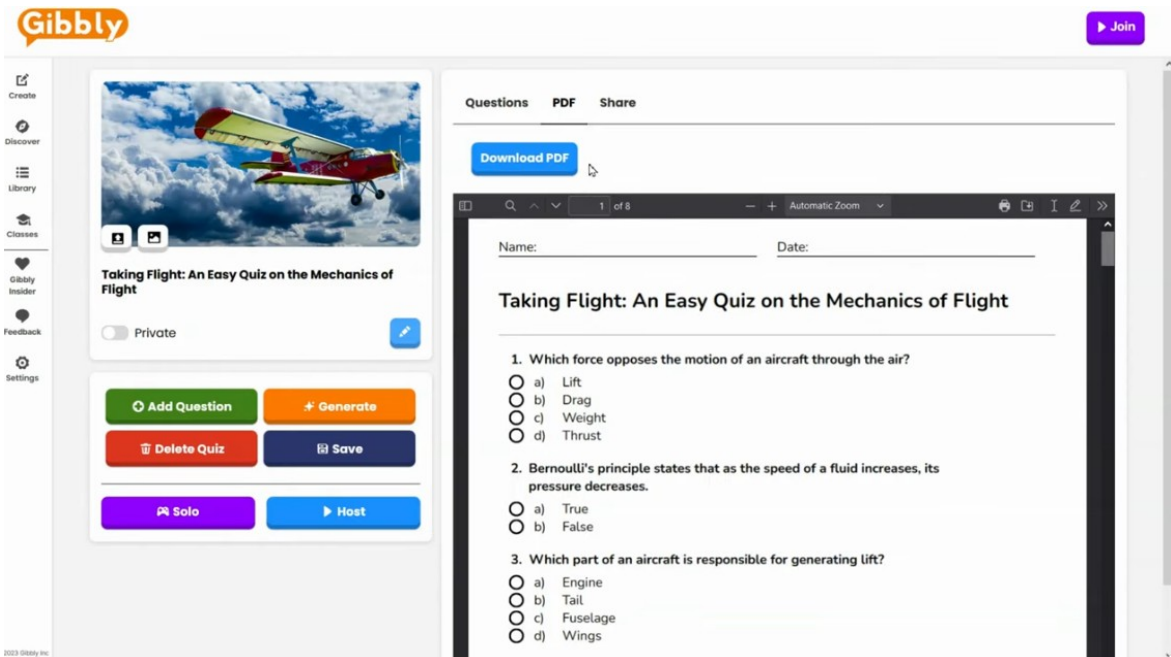 Gibbly
Join
Create
Discover
Library
Classes
Gibbly
Insider
Feedback
Settings
2023 Gibbly Inc
Taking Flight: An Easy Quiz on the Mechanics of
Flight
Private
Add Question
Generate
Delete Quiz
Save
Solo
Host
Questions PDF Share
Download PDF
1 of 8
Automatic Zoom
Name: Date:
Taking Flight: An Easy Quiz on the Mechanics of Flight
1. Which force opposes the motion of an aircraft through the air?
a) Lift
b) Drag
c) Weight
d) Thrust
2. Bernoulli's principle states that as the speed of a fluid increases, its
pressure decreases.
a) True
b) False
3. Which part of an aircraft is responsible for generating lift?
a) Engine
b) Tail
c) Fuselage
d) Wings